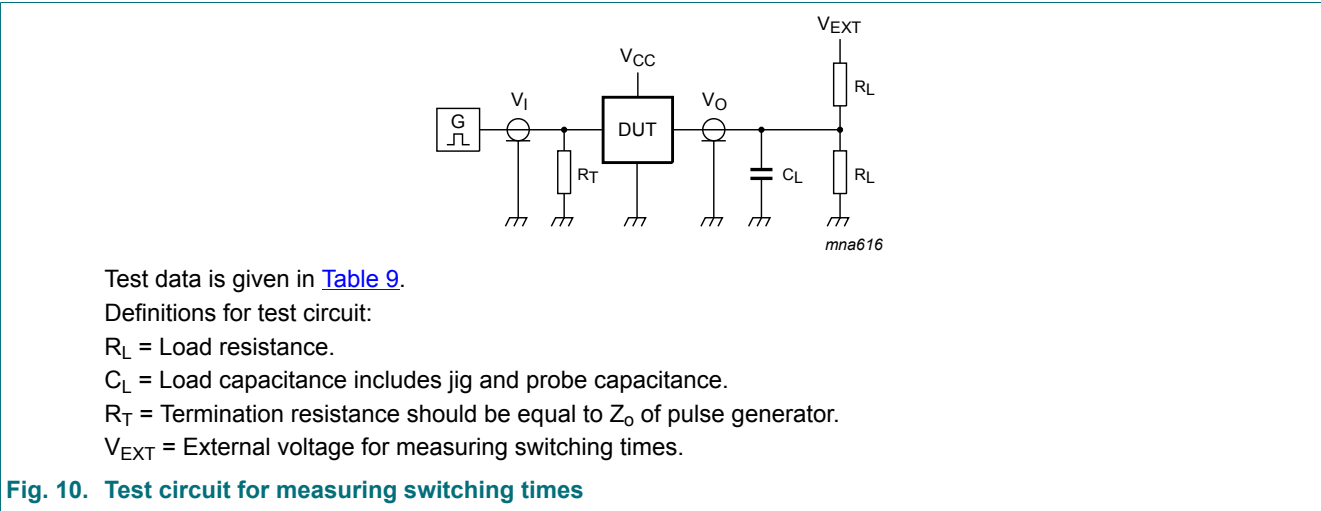 VEXT
VCC
RL
VI
VO
G
DUT
RT
CL
RL
mna616
Test data is given in Table 9.
Definitions for test circuit:
RL = Load resistance.
CL = Load capacitance includes jig and probe capacitance.
RT = Termination resistance should be equal to Zo of pulse generator.
VEXT = External voltage for measuring switching times.
Fig. 10. Test circuit for measuring switching times